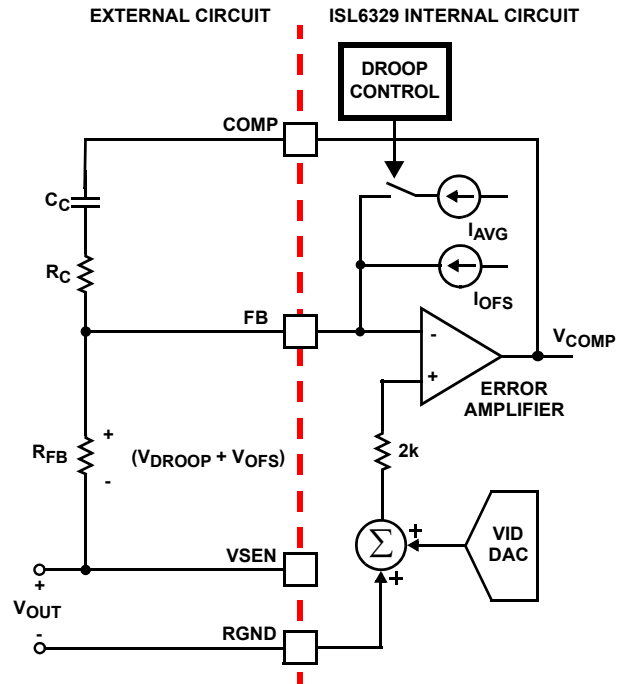 EXTERNAL CIRCUIT
ISL6329 INTERNAL CIRCUIT
DROOP
CONTROL
COMP
CC
IAVG
RC
IOFS
FB
-
VCOMP
+
ERROR
AMPLIFIER
RFB
+
(VDROOP + VOFS)
-
2k
VSEN
Σ
+
VID
DAC
+
+
VOUT
-
RGND